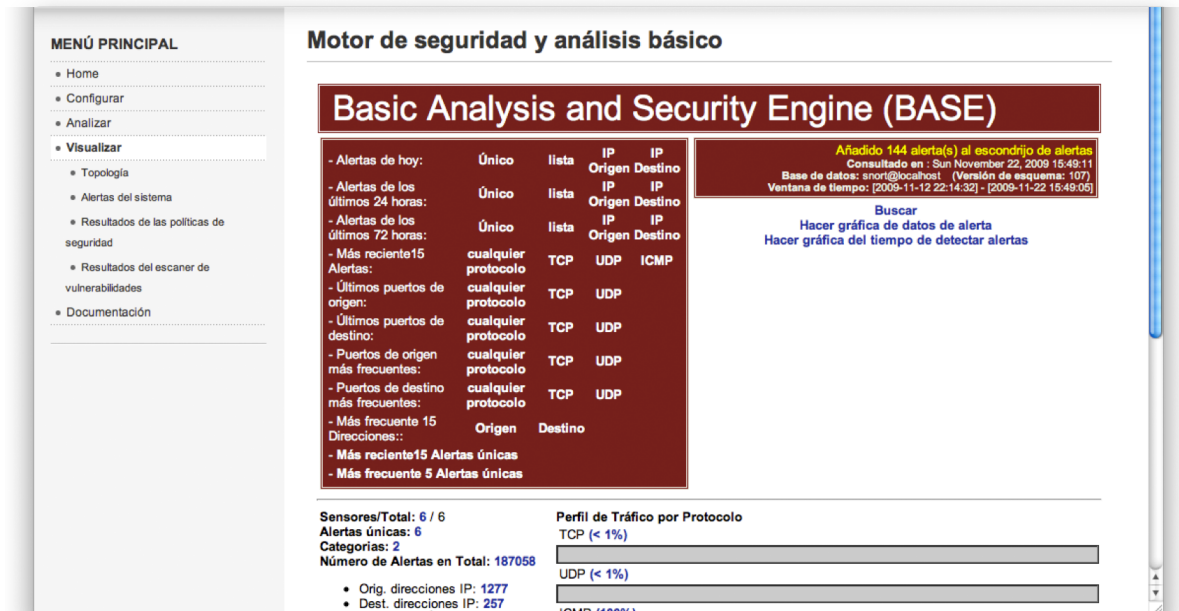 MENÚ PRINCIPAL
Home
Configurar
Analizar
Visualizar
Topología
Alertas del sistema
Resultados de las políticas de
seguridad
Resultados del escaner de
vulnerabilidades
Documentación
Motor de seguridad y análisis básico
Basic Analysis and Security Engine (BASE)
- Alertas de hoy: Único lista IP Origen IP Destino
- Alertas de los
últimos 24 horas: Único lista IP Origen IP Destino
- Alertas de los
últimos 72 horas: Único lista IP Origen IP Destino
- Más reciente15
Alertas: cualquier protocolo TCP UDP ICMP
- Últimos puertos de
origen: cualquier protocolo TCP UDP
- Últimos puertos de
destino: cualquier protocolo TCP UDP
- Puertos de origen
más frecuentes: cualquier protocolo TCP UDP
- Puertos de destino
más frecuentes: cualquier protocolo TCP UDP
- Más frecuente 15
Direcciones:: Origen Destino
- Más reciente15 Alertas únicas
- Más frecuente 5 Alertas únicas
Añadido 144 alerta(s) al escondrijo de alertas
Consultado en : Sun November 22, 2009 15:49:11
Base de datos: snort@localhost (Versión de esquema: 107)
Ventana de tiempo: [2009-11-12 22:14:32] - [2009-11-22 15:49:05]
Buscar
Hacer gráfica de datos de alerta
Hacer gráfica del tiempo de detectar alertas
Sensores/Total: 6 / 6
Alertas únicas: 6
Categorias: 2
Número de Alertas en Total: 187058
Orig. direcciones IP: 1277
Dest. direcciones IP: 257
Perfil de Tráfico por Protocolo
TCP (< 1%)
UDP (< 1%)
ICMP (100%)